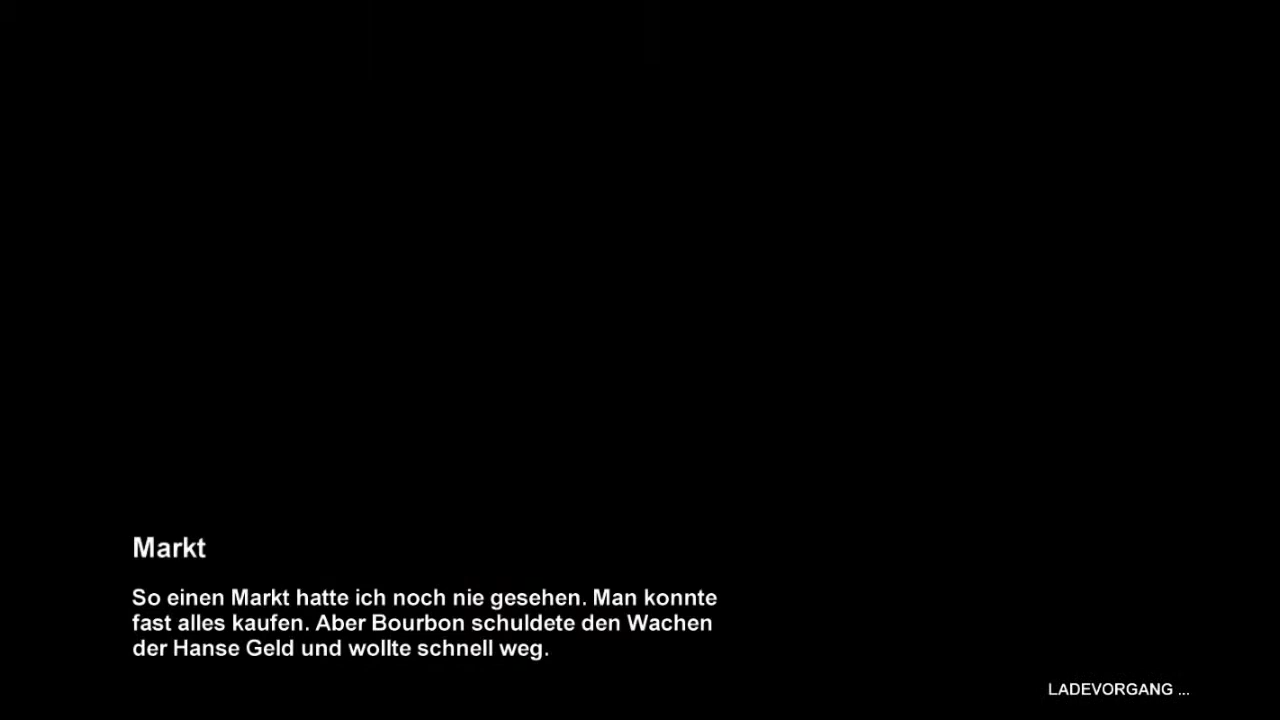 Markt
So einen Markt hatte ich noch nie gesehen. Man konnte
fast alles kaufen. Aber Bourbon schuldete den Wachen
der Hanse Geld und wollte schnell weg.
LADEVORGANG ...